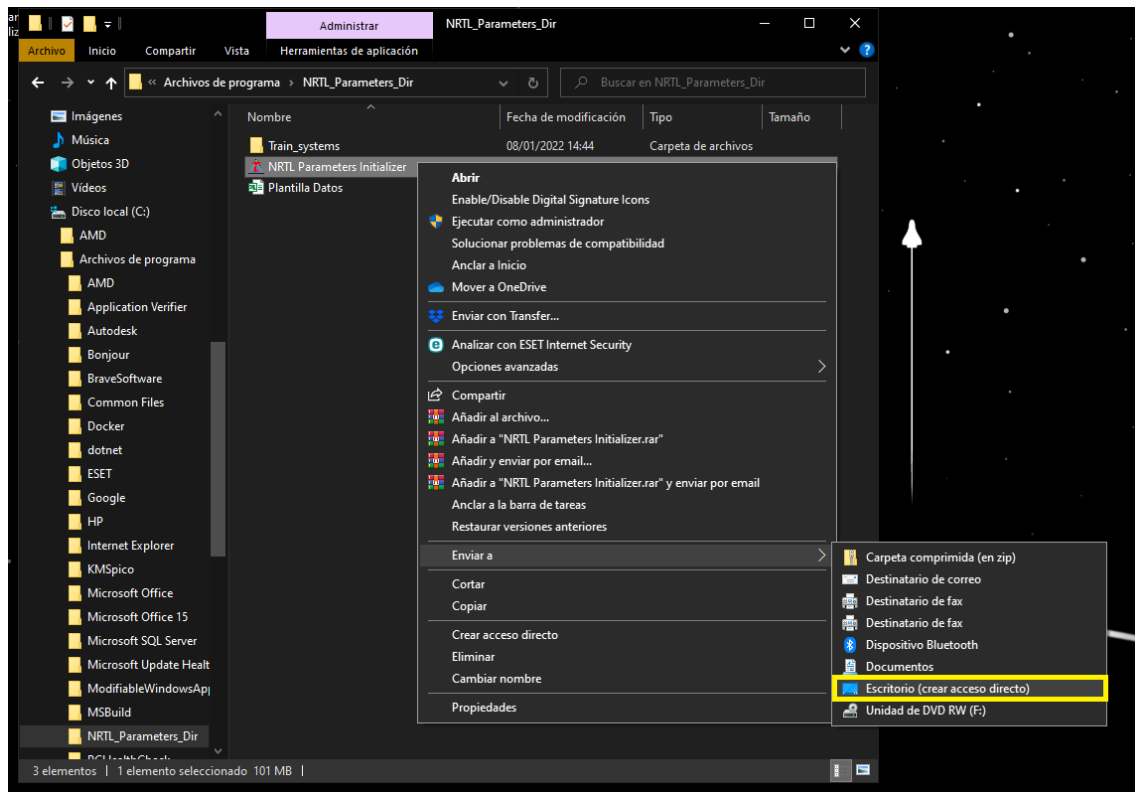 ar
liz
Administrar
NRTL_Parameters_Dir
Archivo Inicio Compartir Vista Herramientas de aplicación
« Archivos de programa › NRTL_Parameters_Dir
Buscar en NRTL_Parameters_Dir
Nombre Fecha de modificación Tipo Tamaño
Train_systems 08/01/2022 14:44 Carpeta de archivos
NRTL Parameters Initializer
Plantilla Datos
Imágenes
Música
Objetos 3D
Vídeos
Disco local (C:)
AMD
Archivos de programa
AMD
Application Verifier
Autodesk
Bonjour
BraveSoftware
Common Files
Docker
dotnet
ESET
Google
HP
Internet Explorer
KMSpico
Microsoft Office
Microsoft Office 15
Microsoft SQL Server
Microsoft Update Healt
ModifiableWindowsAp
MSBuild
NRTL_Parameters_Dir
Abrir
Enable/Disable Digital Signature Icons
Ejecutar como administrador
Solucionar problemas de compatibilidad
Anclar a Inicio
Mover a OneDrive
Enviar con Transfer...
Analizar con ESET Internet Security
Opciones avanzadas
Compartir
Añadir al archivo...
Añadir a "NRTL Parameters Initializer.rar"
Añadir y enviar por email...
Añadir a "NRTL Parameters Initializer.rar" y enviar por email
Anclar a la barra de tareas
Restaurar versiones anteriores
Enviar a
Cortar
Copiar
Crear acceso directo
Eliminar
Cambiar nombre
Propiedades
Carpeta comprimida (en zip)
Destinatario de correo
Destinatario de fax
Destinatario de fax
Dispositivo Bluetooth
Documentos
Escritorio (crear acceso directo)
Unidad de DVD RW (F:)
3 elementos | 1 elemento seleccionado 101 MB |